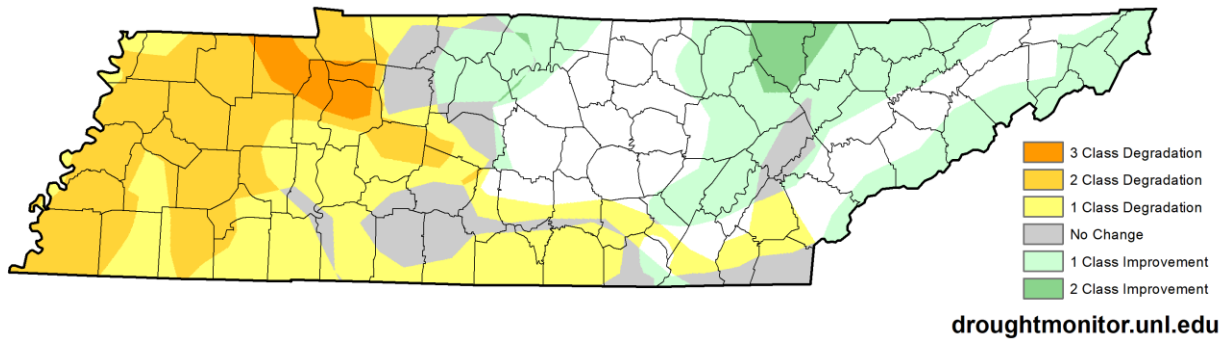 3 Class Degradation
2 Class Degradation
1 Class Degradation
No Change
1 Class Improvement
2 Class Improvement
droughtmonitor.unl.edu